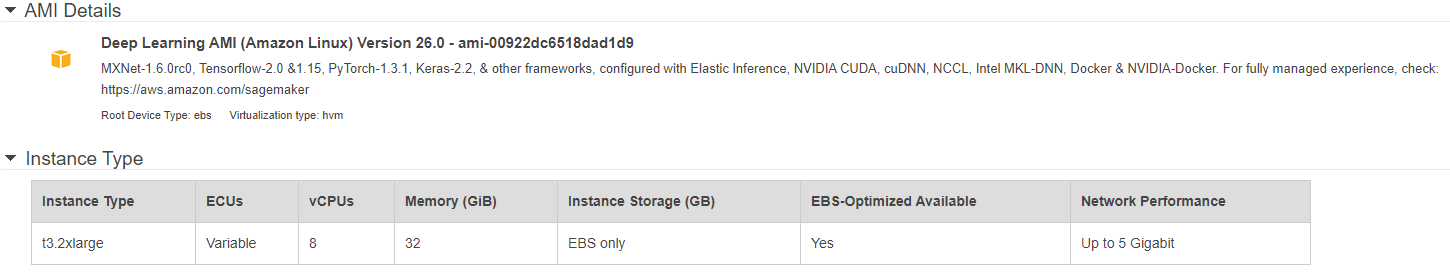 AMI Details
Deep Learning AMI (Amazon Linux) Version 26.0 - ami-00922dc6518dad1d9
MXNet-1.6.0rc0, Tensorflow-2.0 &1.15, PyTorch-1.3.1, Keras-2.2, & other frameworks, configured with Elastic Inference, NVIDIA CUDA, cuDNN, NCCL, Intel MKL-DNN, Docker & NVIDIA-Docker. For fully managed experience, check:
https://aws.amazon.com/sagemaker
Root Device Type: ebs Virtualization type: hvm
Instance Type
Instance Type ECUs vCPUs Memory (GiB) Instance Storage (GB) EBS-Optimized Available Network Performance
t3.2xlarge Variable 8 32 EBS only Yes Up to 5 Gigabit